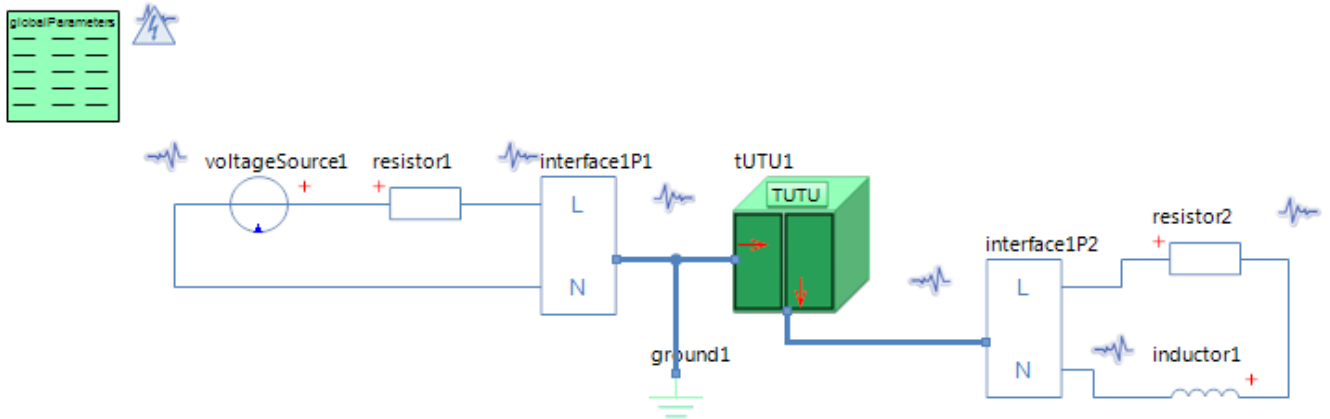 globalParameters
voltageSource1
resistor1
interface1P1
tUTU1
TUTU
L
N
ground1
interface1P2
resistor2
L
N
inductor1